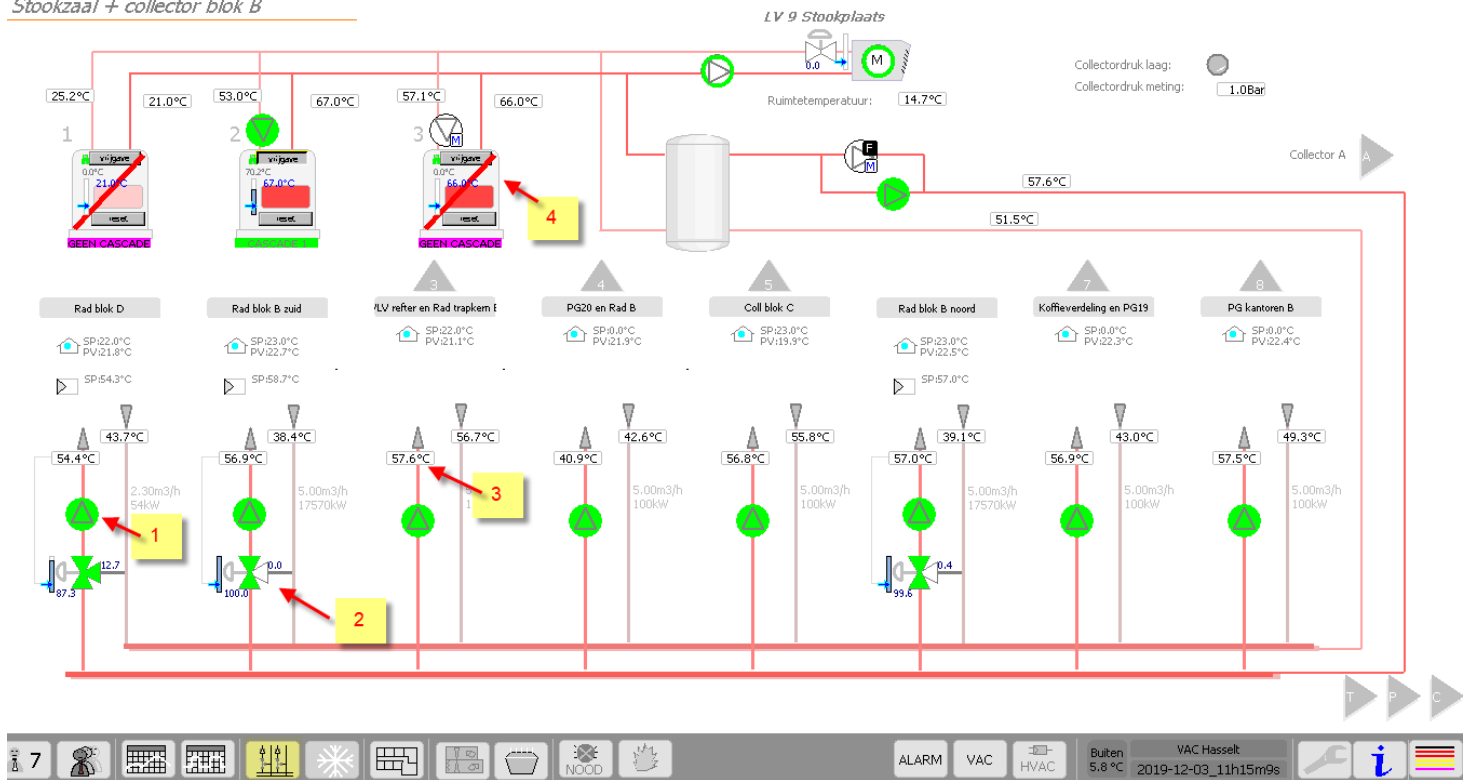 Stookzaal + collector blok B
LV 9 Stookplaats
0.0
M
Collectordruk laag:
Collectordruk meting:
1.0Bar
Ruimtetemperatuur:
14.7°C
25.2°C
21.0°C
53.0°C
67.0°C
57.1°C
66.0°C
1
2
3
M
vrijgave
0.0°C
21.0°C
reset
GEEN CASCADE
vrijgave
70.2°C
67.0°C
reset
CASCADE 1
vrijgave
0.0°C
66.0°C
reset
GEEN CASCADE
4
F
M
Collector A
A
57.6°C
51.5°C
3
4
5
7
8
Rad blok D
Rad blok B zuid
VLV refter en Rad trapkern B
PG20 en Rad B
Coll blok C
Rad blok B noord
Koffieverdeling en PG19
PG kantoren B
SP:22.0°C
PV:21.8°C
SP:23.0°C
PV:22.7°C
SP:22.0°C
PV:21.1°C
SP:0.0°C
PV:21.9°C
SP:23.0°C
PV:19.9°C
SP:23.0°C
PV:22.5°C
SP:0.0°C
PV:22.3°C
SP:0.0°C
PV:22.4°C
SP:54.3°C
SP:58.7°C
SP:57.0°C
43.7°C
38.4°C
56.7°C
42.6°C
55.8°C
39.1°C
43.0°C
49.3°C
54.4°C
56.9°C
57.6°C
40.9°C
56.8°C
57.0°C
56.9°C
57.5°C
2.30m3/h
54kW
5.00m3/h
17570kW
3
5.00m3/h
100kW
5.00m3/h
100kW
5.00m3/h
17570kW
5.00m3/h
100kW
5.00m3/h
100kW
1
12.7
87.3
0.0
100.0
2
0.4
99.6
T
P
C
7
NOOD
ALARM
VAC
HVAC
Buiten
5.8 °C
VAC Hasselt
2019-12-03_11h15m9s
i